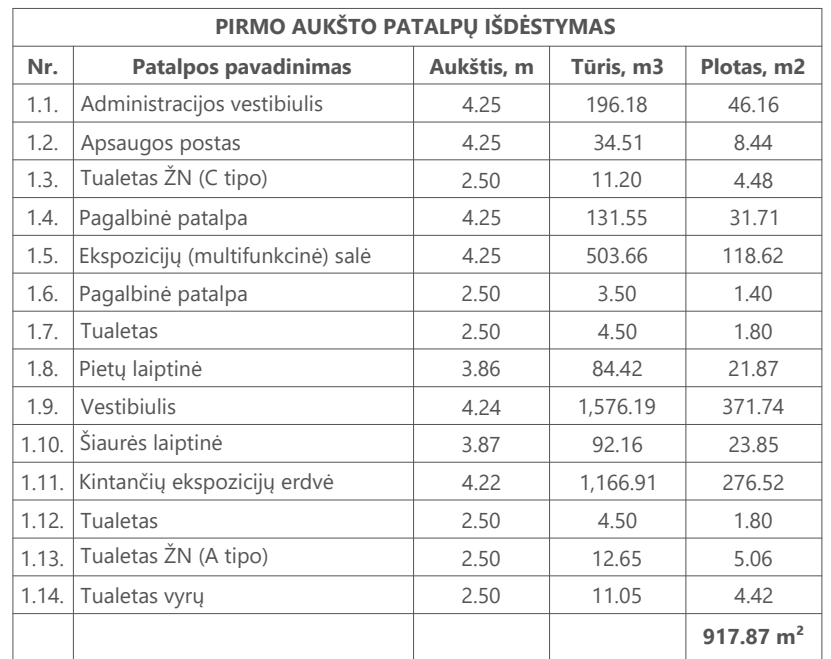 PIRMO AUKŠTO PATALPŲ IŠDĖSTYMAS
Nr. Patalpos pavadinimas Aukštis, m Tūris, m3 Plotas, m2
1.1. Administracijos vestibiulis 4.25 196.18 46.16
1.2. Apsaugos postas 4.25 34.51 8.44
1.3. Tualetas ŽN (C tipo) 2.50 11.20 4.48
1.4. Pagalbinė patalpa 4.25 131.55 31.71
1.5. Ekspozicijų (multifunkcinė) salė 4.25 503.66 118.62
1.6. Pagalbinė patalpa 2.50 3.50 1.40
1.7. Tualetas 2.50 4.50 1.80
1.8. Pietų laiptinė 3.86 84.42 21.87
1.9. Vestibiulis 4.24 1,576.19 371.74
1.10. Šiaurės laiptinė 3.87 92.16 23.85
1.11. Kintančių ekspozicijų erdvė 4.22 1,166.91 276.52
1.12. Tualetas 2.50 4.50 1.80
1.13. Tualetas ŽN (A tipo) 2.50 12.65 5.06
1.14. Tualetas vyrų 2.50 11.05 4.42
917.87 m²